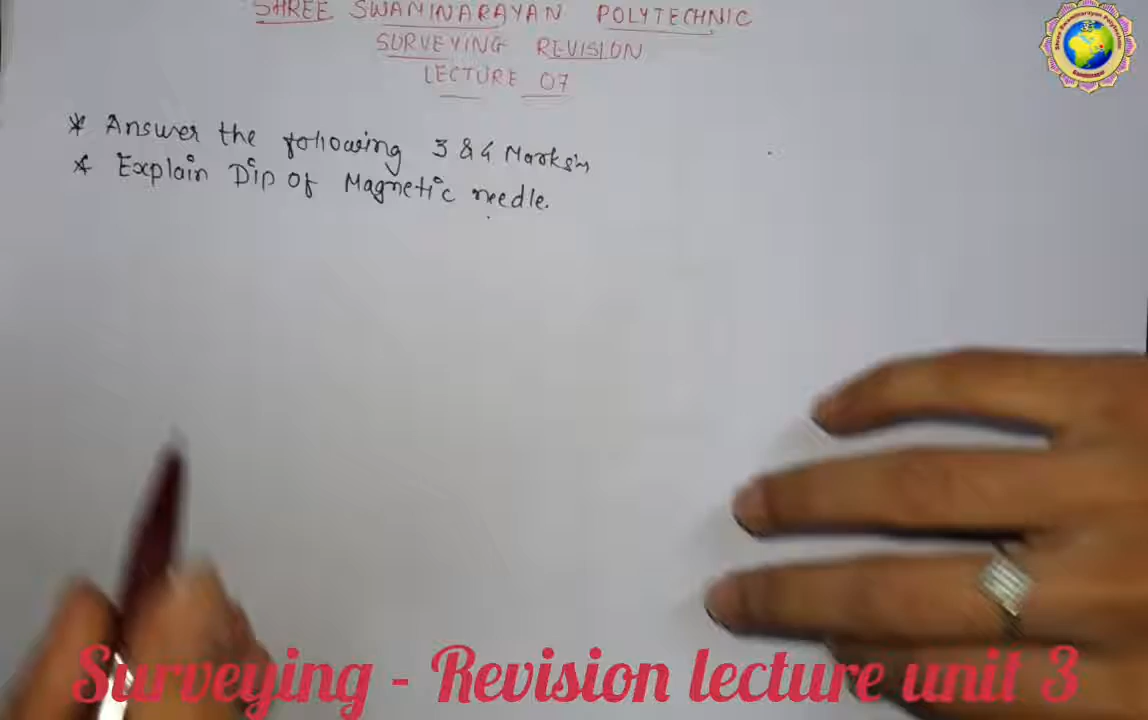 SHREE SWAMINARAYAN POLYTECHNIC
SURVEYING REVISION
LECTURE 07
* Answer the following 3 & 4 Marks
* Explain Dip Of Magnetic needle.
Surveying - Revision lecture unit 3